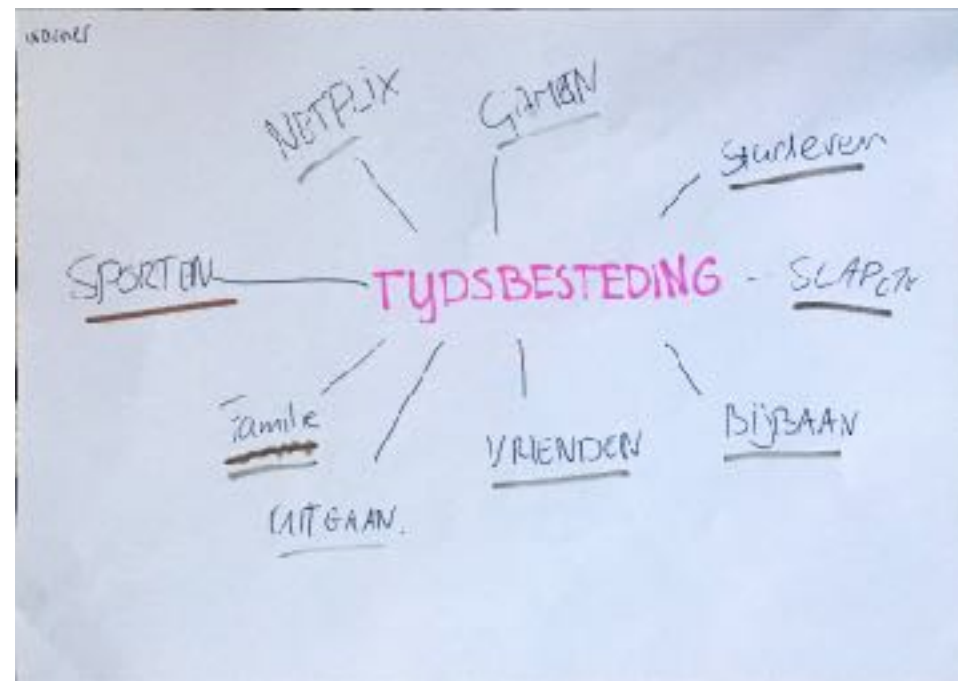 NETFLIX
GAMEN
Studeren
SPORTEN
TIJDSBESTEDING
SLAPEN
Familie
VRIENDEN
BIJBAAN
UITGAAN.